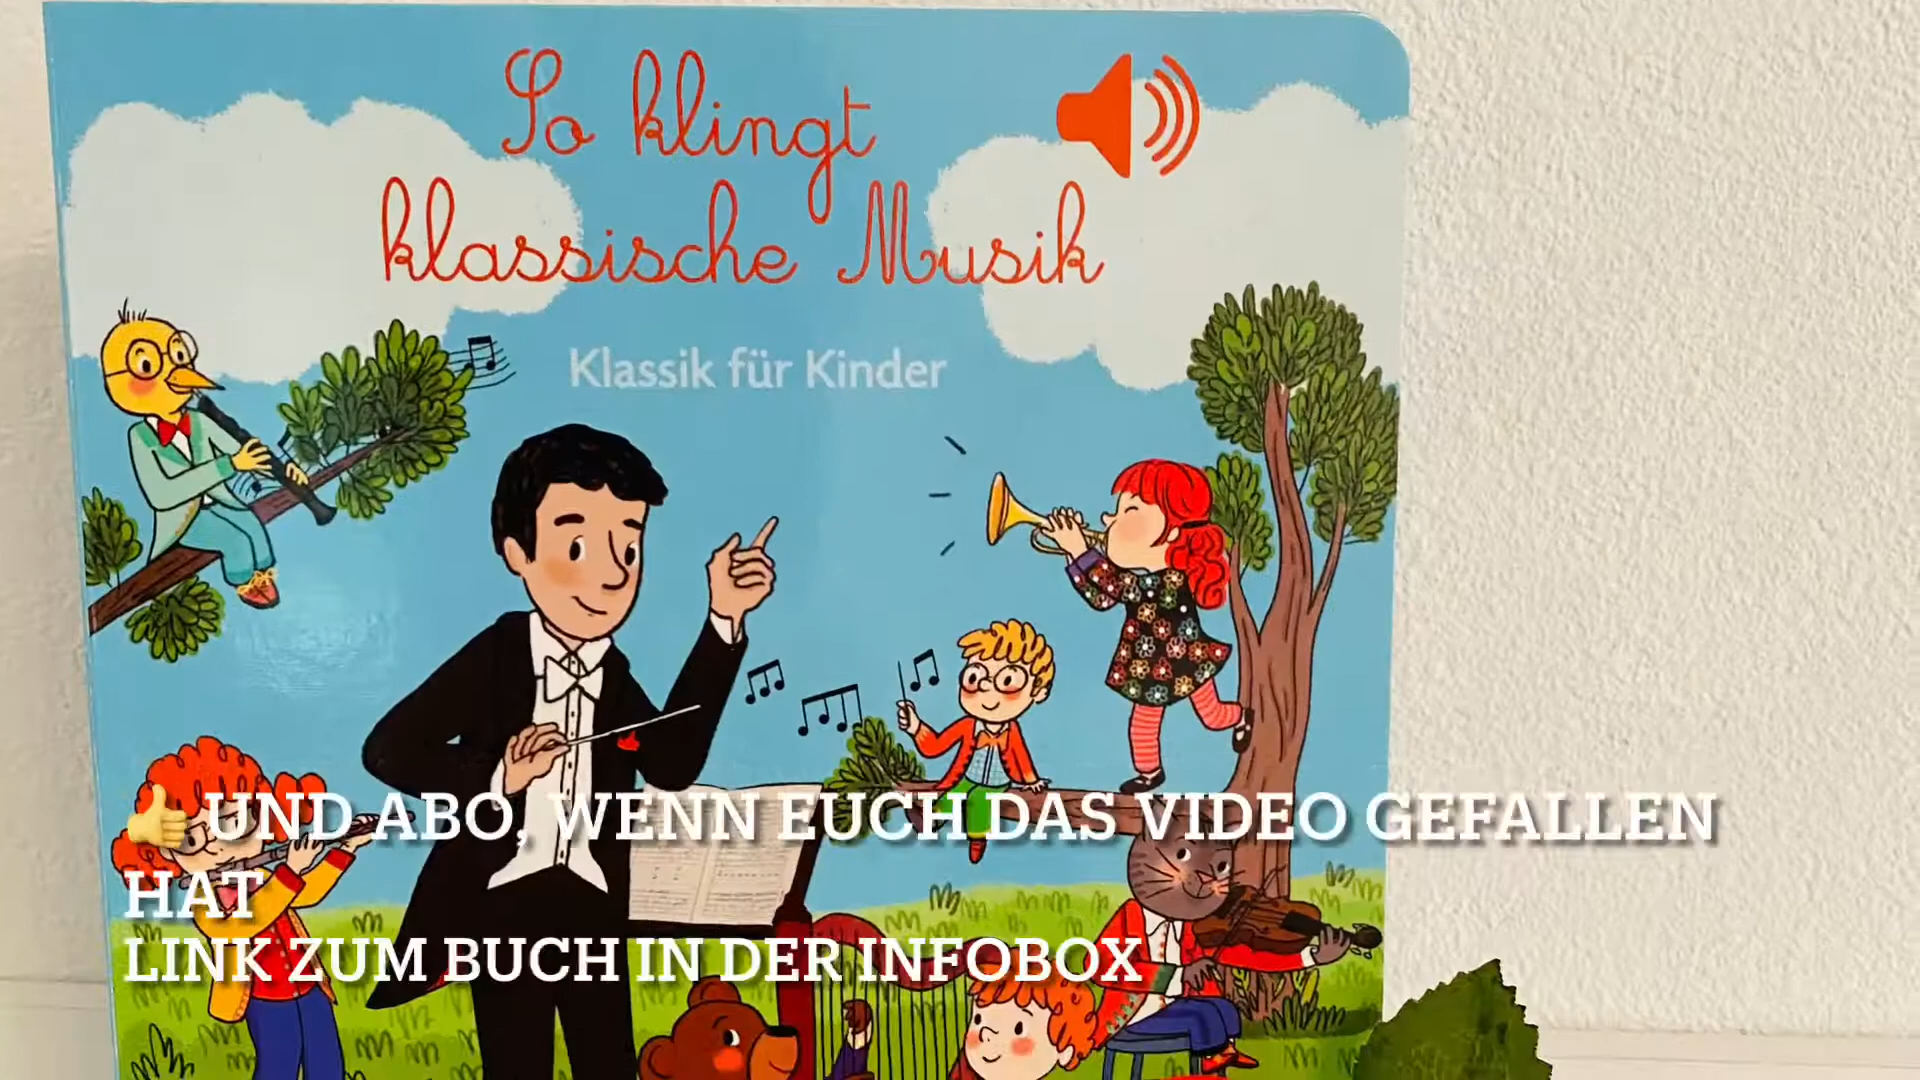 So klingt
klassische Musik
Klassik für Kinder
👍 UND ABO, WENN EUCH DAS VIDEO GEFALLEN
HAT
LINK ZUM BUCH IN DER INFOBOX